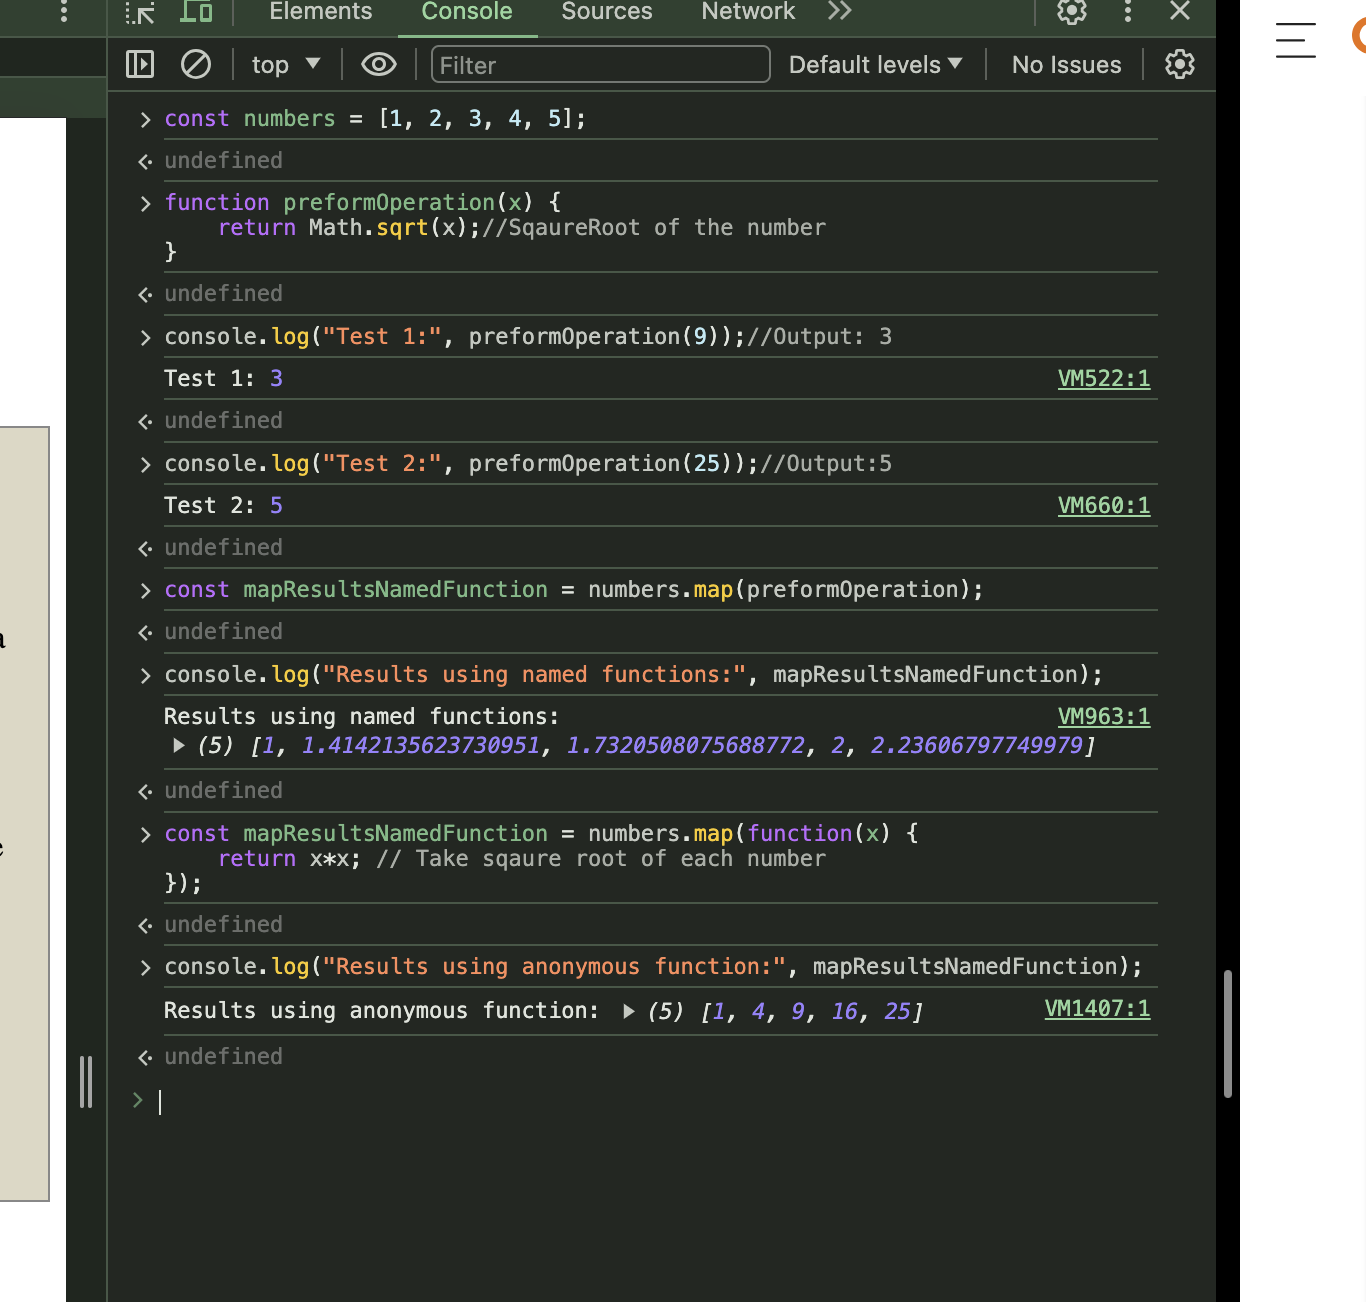 Elements Console Sources Network
top Filter Default levels No Issues
const numbers = [1, 2, 3, 4, 5];
undefined
function preformOperation(x) {
return Math.sqrt(x);//SqaureRoot of the number
}
undefined
console.log("Test 1:", preformOperation(9));//Output: 3
Test 1: 3 VM522:1
undefined
console.log("Test 2:", preformOperation(25));//Output:5
Test 2: 5 VM660:1
undefined
const mapResultsNamedFunction = numbers.map(preformOperation);
undefined
console.log("Results using named functions:", mapResultsNamedFunction);
Results using named functions: VM963:1
(5) [1, 1.4142135623730951, 1.7320508075688772, 2, 2.23606797749979]
undefined
const mapResultsNamedFunction = numbers.map(function(x) {
return x*x; // Take sqaure root of each number
});
undefined
console.log("Results using anonymous function:", mapResultsNamedFunction);
Results using anonymous function: (5) [1, 4, 9, 16, 25] VM1407:1
undefined